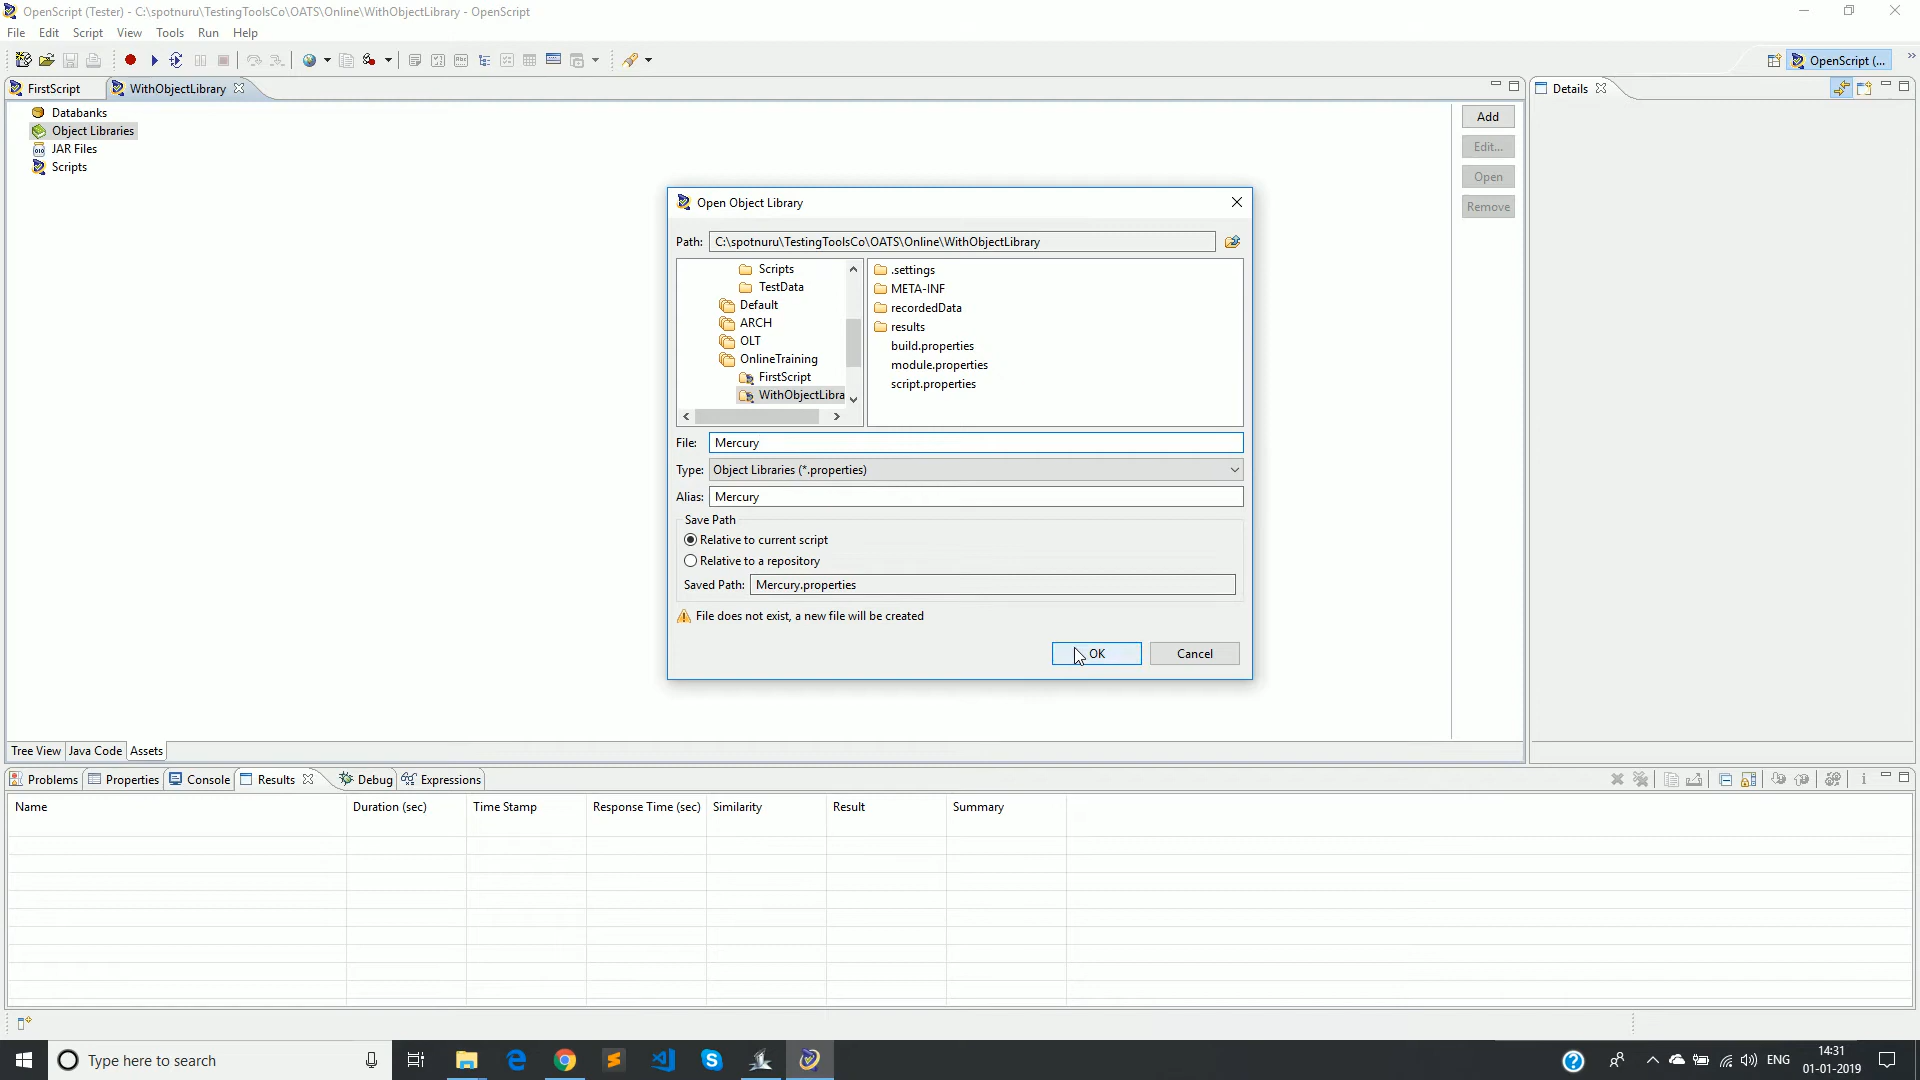 OpenScript (Tester) - C:\spotnuru\TestingToolsCo\OATS\Online\WithObjectLibrary - OpenScript
File Edit Script View Tools Run Help
OpenScript (...
FirstScript WithObjectLibrary Details
Databanks
Object Libraries
JAR Files
Scripts
Add
Edit...
Open
Remove
Open Object Library
Path: C:\spotnuru\TestingToolsCo\OATS\Online\WithObjectLibrary
Scripts
TestData
Default
ARCH
OLT
OnlineTraining
FirstScript
WithObjectLibra
.settings
META-INF
recordedData
results
build.properties
module.properties
script.properties
File: Mercury
Type: Object Libraries (*.properties)
Alias: Mercury
Save Path
Relative to current script
Relative to a repository
Saved Path: Mercury.properties
File does not exist, a new file will be created
OK Cancel
Tree View Java Code Assets
Problems Properties Console Results Debug Expressions
Name Duration (sec) Time Stamp Response Time (sec) Similarity Result Summary
Type here to search
ENG
14:31
01-01-2019